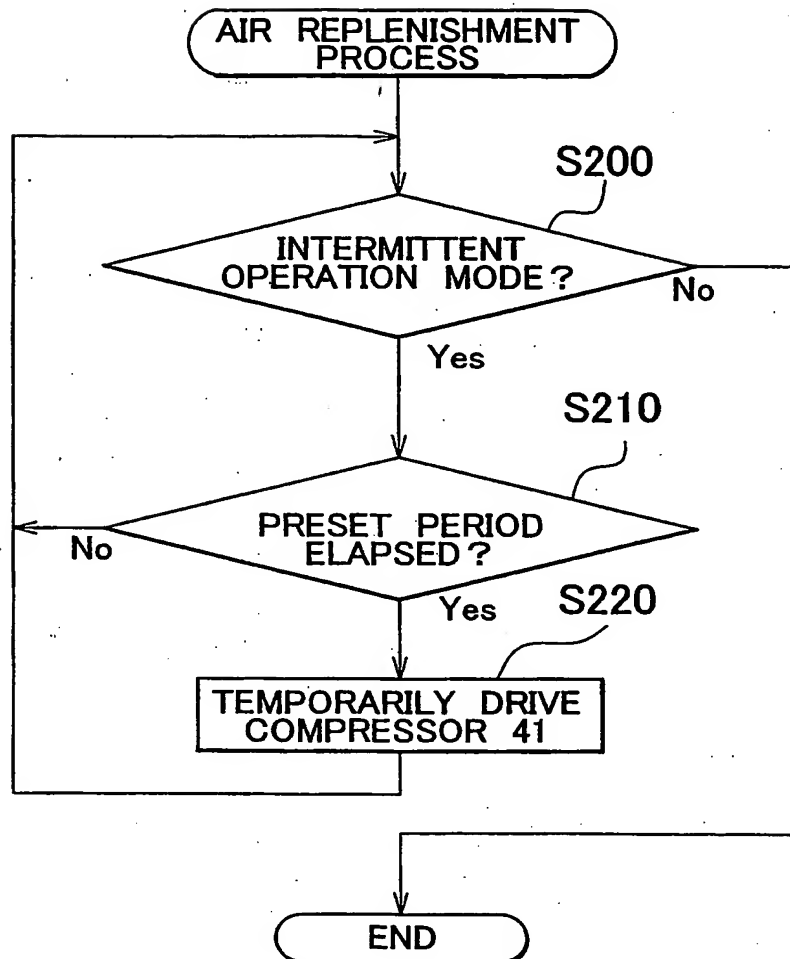 AIR REPLENISHMENT
PROCESS
S200
INTERMITTENT
OPERATION MODE?
No
Yes
S210
PRESET PERIOD
ELAPSED?
No
Yes
S220
TEMPORARILY DRIVE
COMPRESSOR 41
END